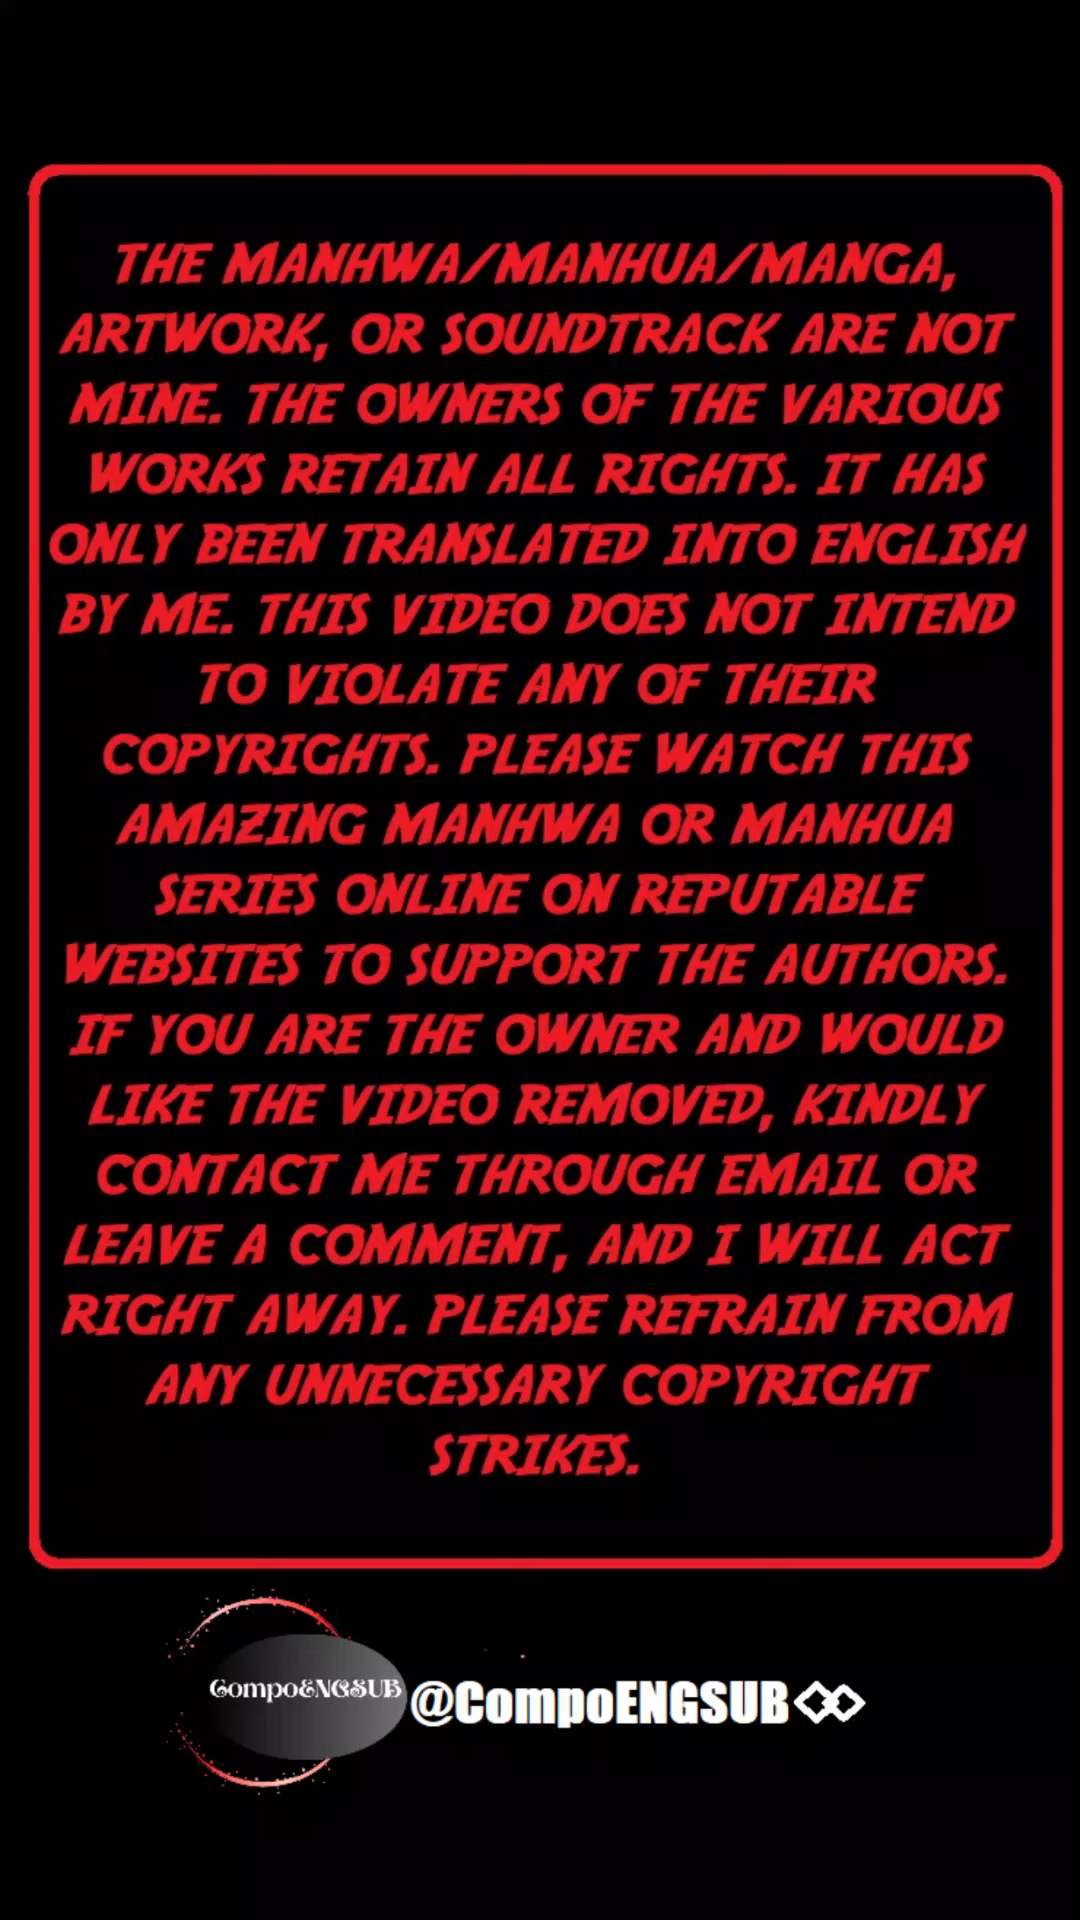 THE MANHWA/MANHUA/MANGA,
ARTWORK, OR SOUNDTRACK ARE NOT
MINE. THE OWNERS OF THE VARIOUS
WORKS RETAIN ALL RIGHTS. IT HAS
ONLY BEEN TRANSLATED INTO ENGLISH
BY ME. THIS VIDEO DOES NOT INTEND
TO VIOLATE ANY OF THEIR
COPYRIGHTS. PLEASE WATCH THIS
AMAZING MANHWA OR MANHUA
SERIES ONLINE ON REPUTABLE
WEBSITES TO SUPPORT THE AUTHORS.
IF YOU ARE THE OWNER AND WOULD
LIKE THE VIDEO REMOVED, KINDLY
CONTACT ME THROUGH EMAIL OR
LEAVE A COMMENT, AND I WILL ACT
RIGHT AWAY. PLEASE REFRAIN FROM
ANY UNNECESSARY COPYRIGHT
STRIKES.
CompoENGSUB
@CompoENGSUB